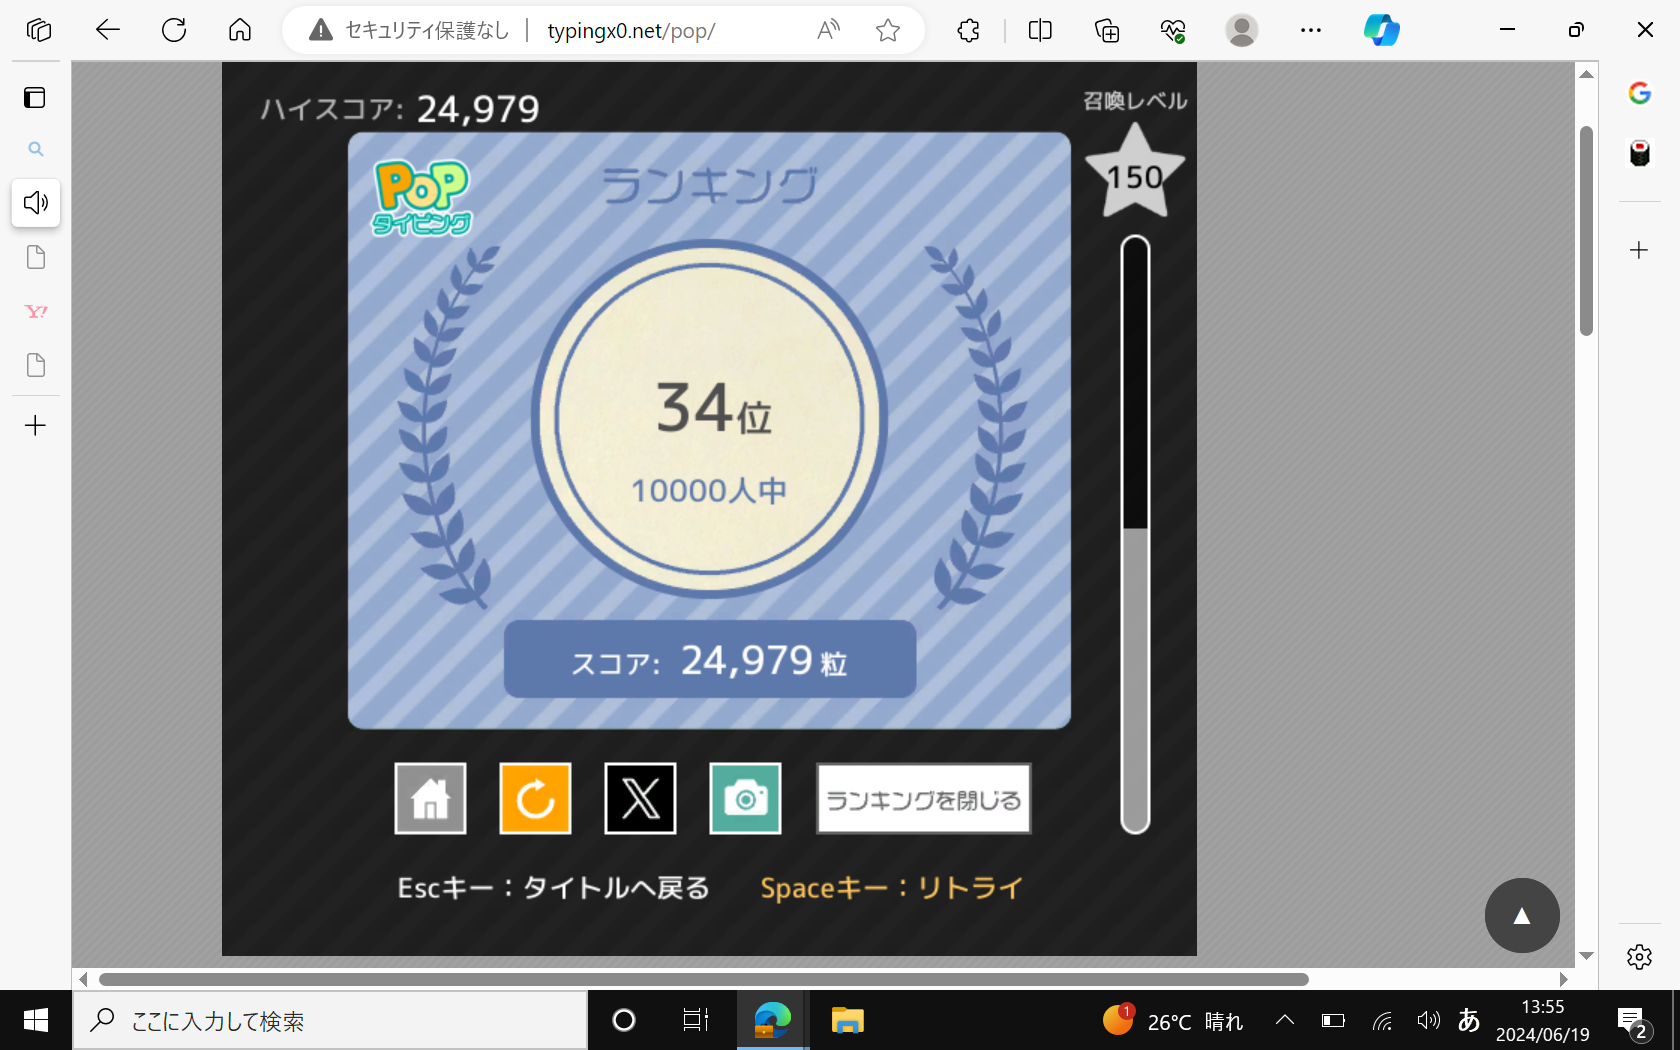 セキュリティ保護なし
typingx0.net/pop/
ハイスコア: 24,979
召喚レベル
150
PoP
タイピング
ランキング
34位
10000人中
スコア: 24,979粒
ランキングを閉じる
Escキー：タイトルへ戻る
Spaceキー：リトライ
ここに入力して検索
1
26°C 晴れ
あ
13:55
2024/06/19
2